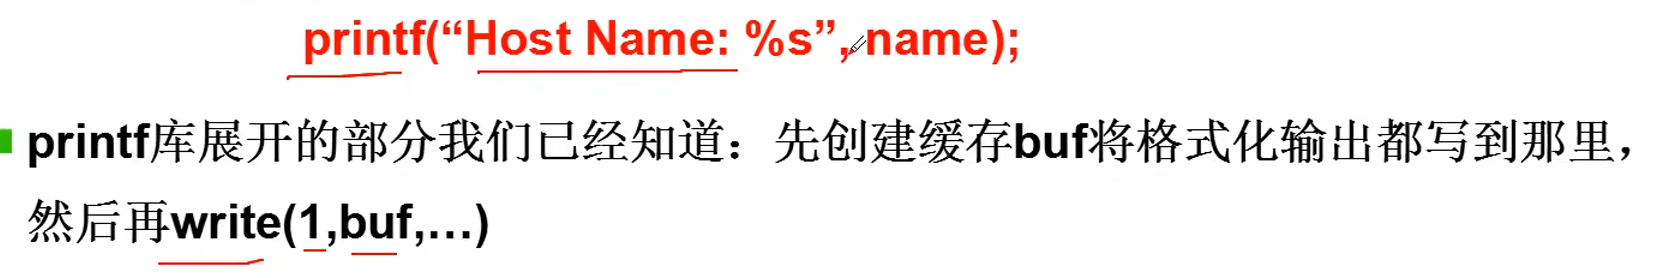 printf(“Host Name: %s”, name);
printf库展开的部分我们已经知道：先创建缓存buf将格式化输出都写到那里，
然后再write(1,buf,…)